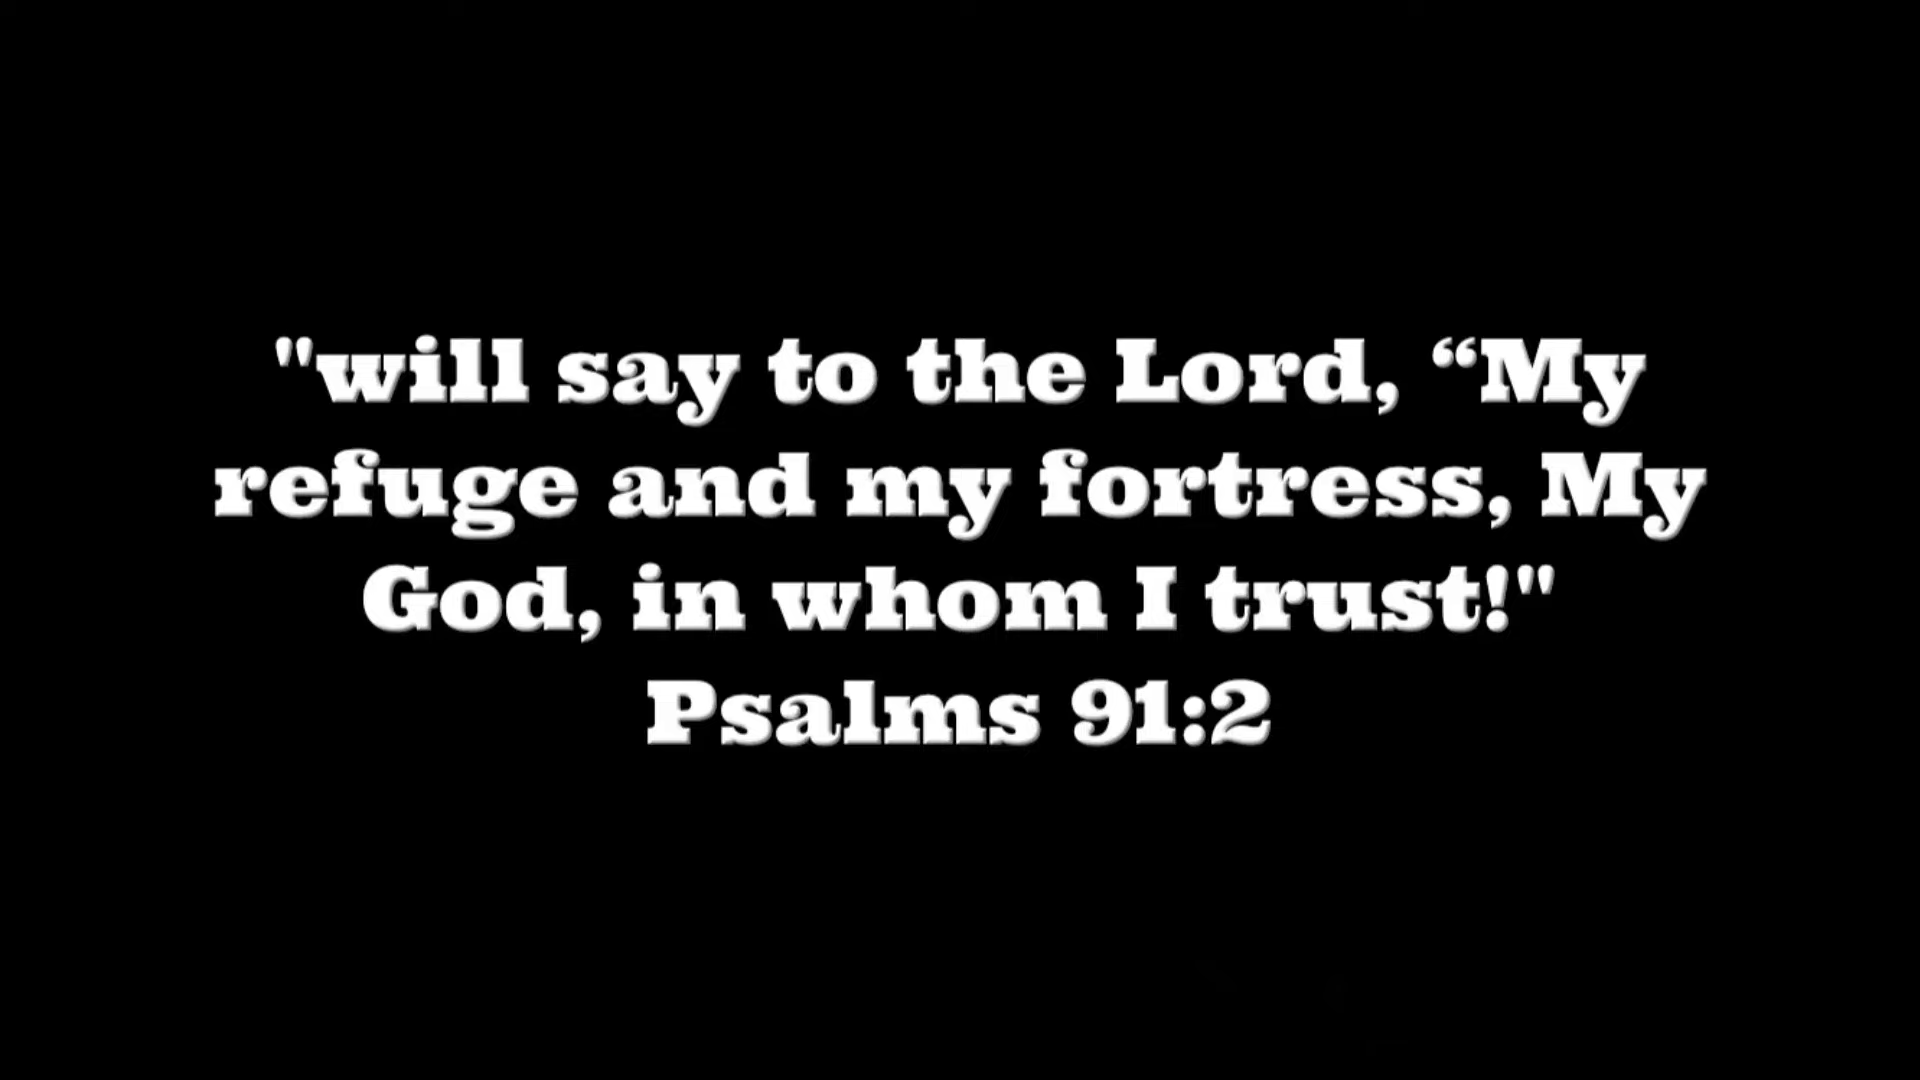 "will say to the Lord, “My
refuge and my fortress, My
God, in whom I trust!"
Psalms 91:2